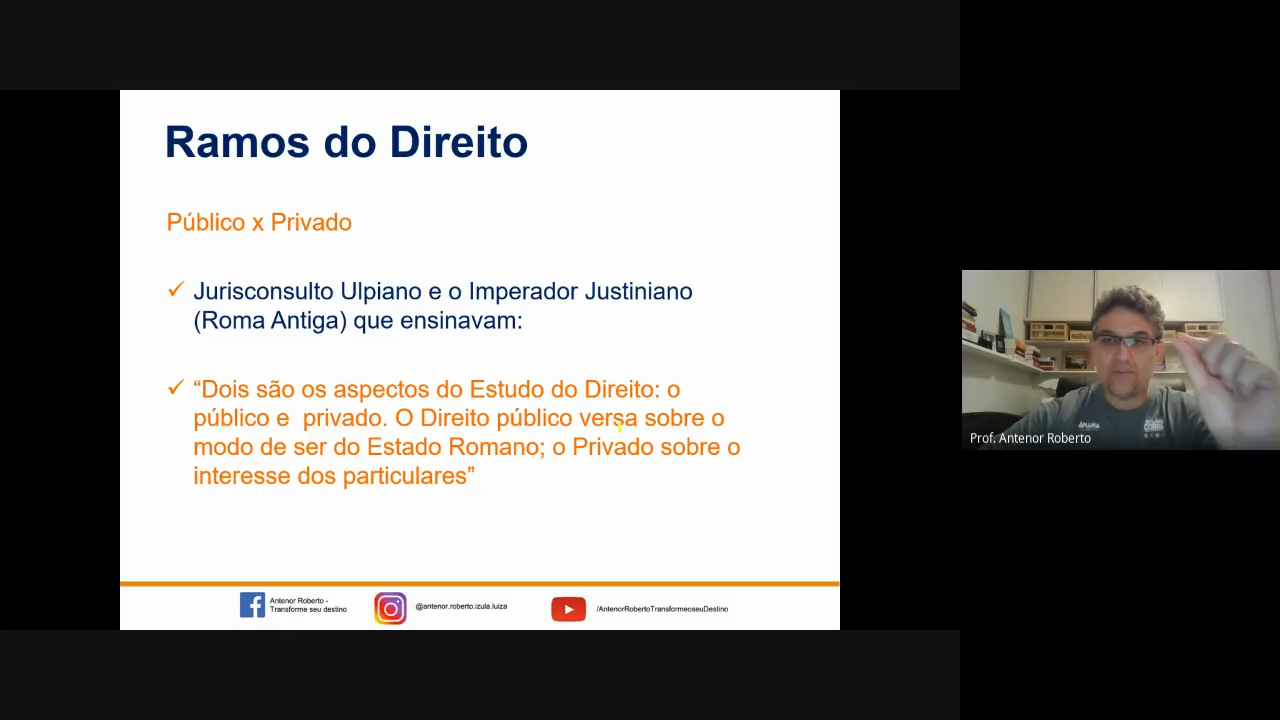 Ramos do Direito
Público x Privado
✓ Jurisconsulto Ulpiano e o Imperador Justiniano
(Roma Antiga) que ensinavam:
✓ “Dois são os aspectos do Estudo do Direito: o
público e  privado. O Direito público versa sobre o
modo de ser do Estado Romano; o Privado sobre o
interesse dos particulares”
Antenor Roberto -
Transforme seu destino
@antenor.roberto.izula.luiza
/AntenorRobertoTransformeoseuDestino
Prof. Antenor Roberto